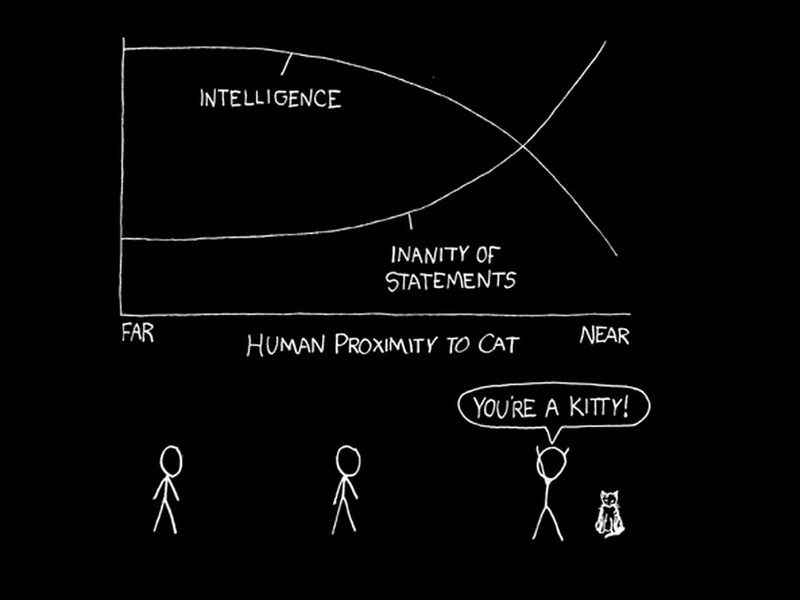 INTELLIGENCE
INANITY OF
STATEMENTS
FAR
HUMAN PROXIMITY TO CAT
NEAR
YOU'RE A KITTY!